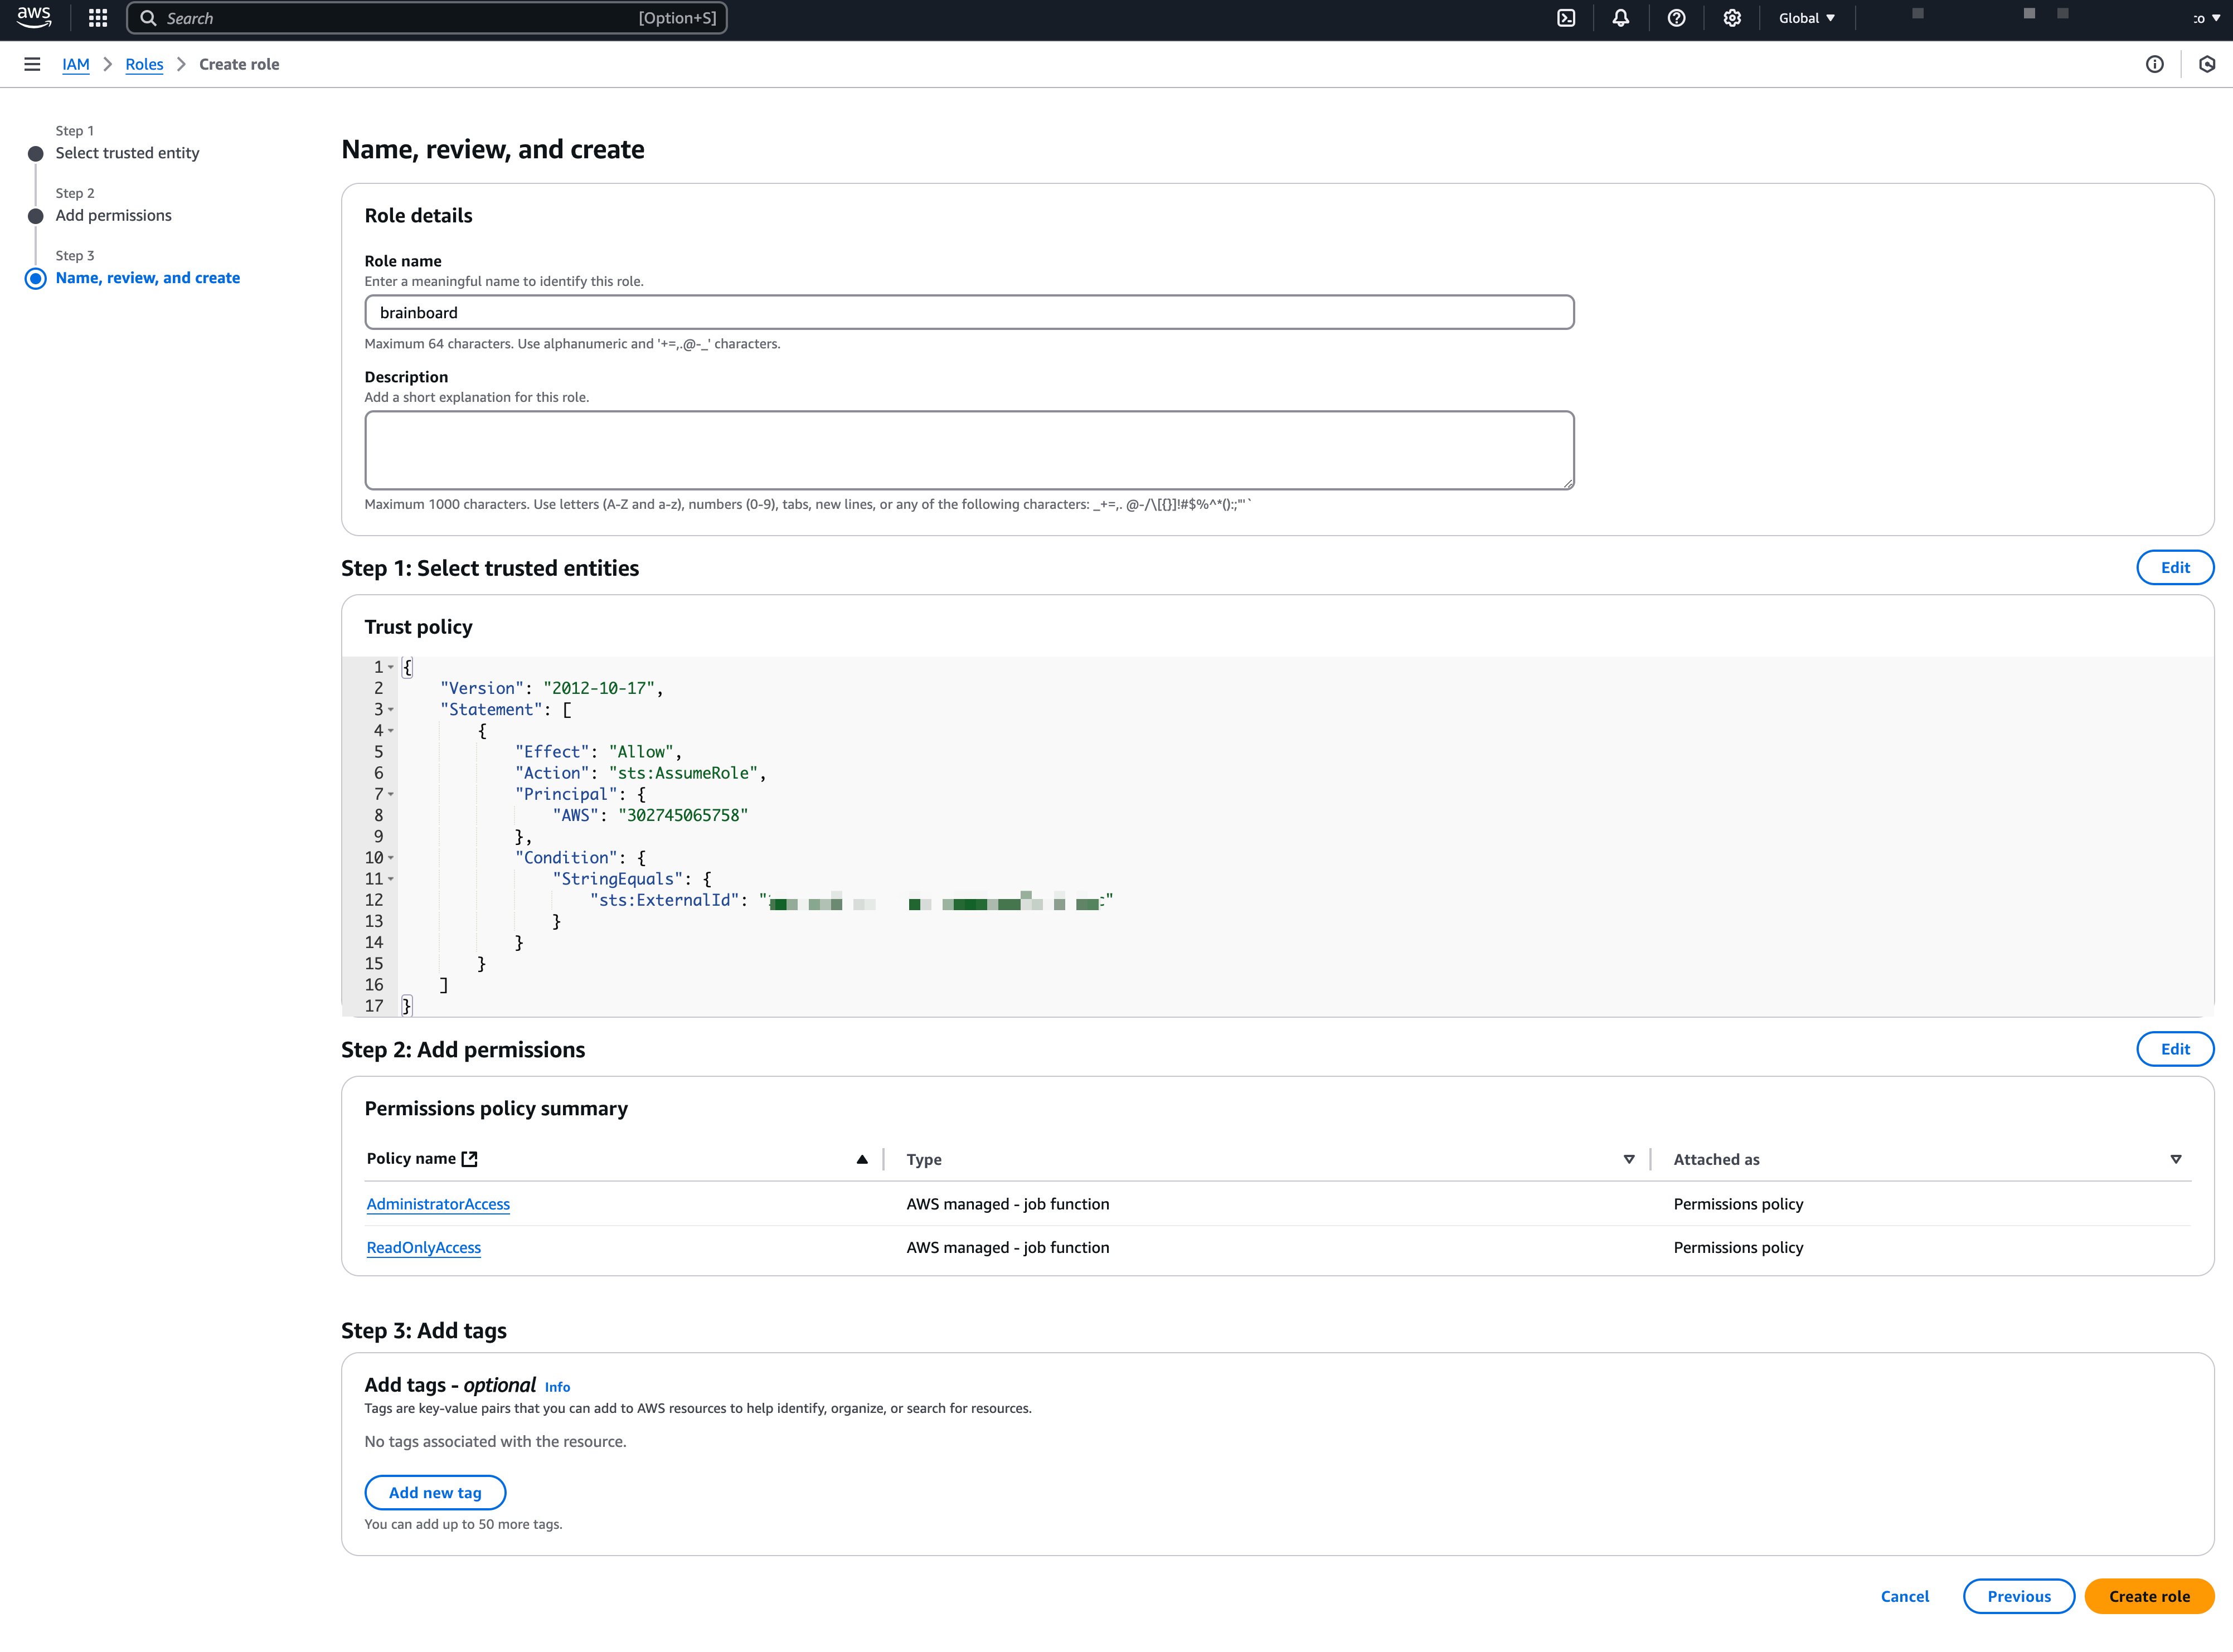 aws
Search [Option+S]
Global
IAM > Roles > Create role
Step 1
Select trusted entity
Step 2
Add permissions
Step 3
Name, review, and create
Name, review, and create
Role details
Role name
Enter a meaningful name to identify this role.
brainboard
Maximum 64 characters. Use alphanumeric and '+=,.@-_' characters.
Description
Add a short explanation for this role.
Maximum 1000 characters. Use letters (A-Z and a-z), numbers (0-9), tabs, new lines, or any of the following characters: _+=,. @-/\[{}]!#$%^*();:"'`
Step 1: Select trusted entities
Edit
Trust policy
1 {
2 "Version": "2012-10-17",
3 "Statement": [
4 {
5 "Effect": "Allow",
6 "Action": "sts:AssumeRole",
7 "Principal": {
8 "AWS": "302745065758"
9 },
10 "Condition": {
11 "StringEquals": {
12 "sts:ExternalId": "
13 }
14 }
15 }
16 ]
17 }
Step 2: Add permissions
Edit
Permissions policy summary
Policy name Type Attached as
AdministratorAccess AWS managed - job function Permissions policy
ReadOnlyAccess AWS managed - job function Permissions policy
Step 3: Add tags
Add tags - optional Info
Tags are key-value pairs that you can add to AWS resources to help identify, organize, or search for resources.
No tags associated with the resource.
Add new tag
You can add up to 50 more tags.
Cancel Previous Create role